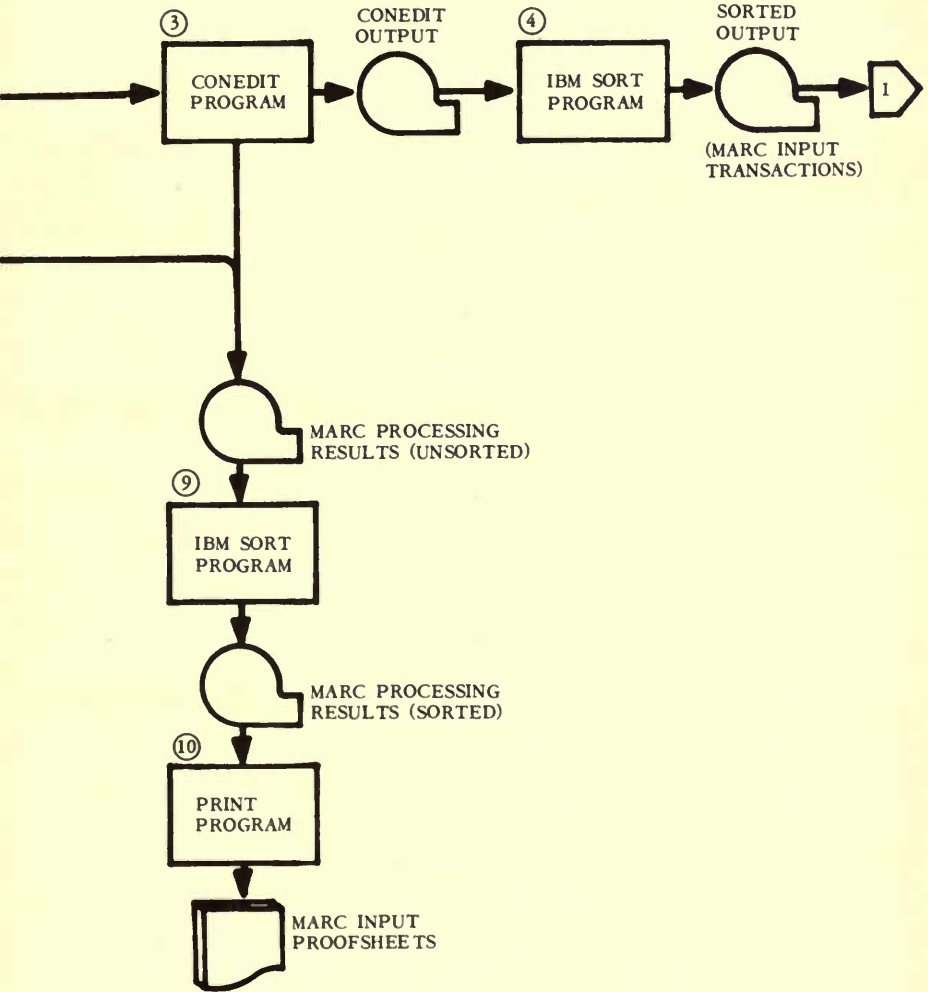 ③
CONEDIT
PROGRAM
CONEDIT
OUTPUT
④
IBM SORT
PROGRAM
SORTED
OUTPUT
(MARC INPUT
TRANSACTIONS)
1
MARC PROCESSING
RESULTS (UNSORTED)
⑨
IBM SORT
PROGRAM
MARC PROCESSING
RESULTS (SORTED)
⑩
PRINT
PROGRAM
MARC INPUT
PROOFSHEETS